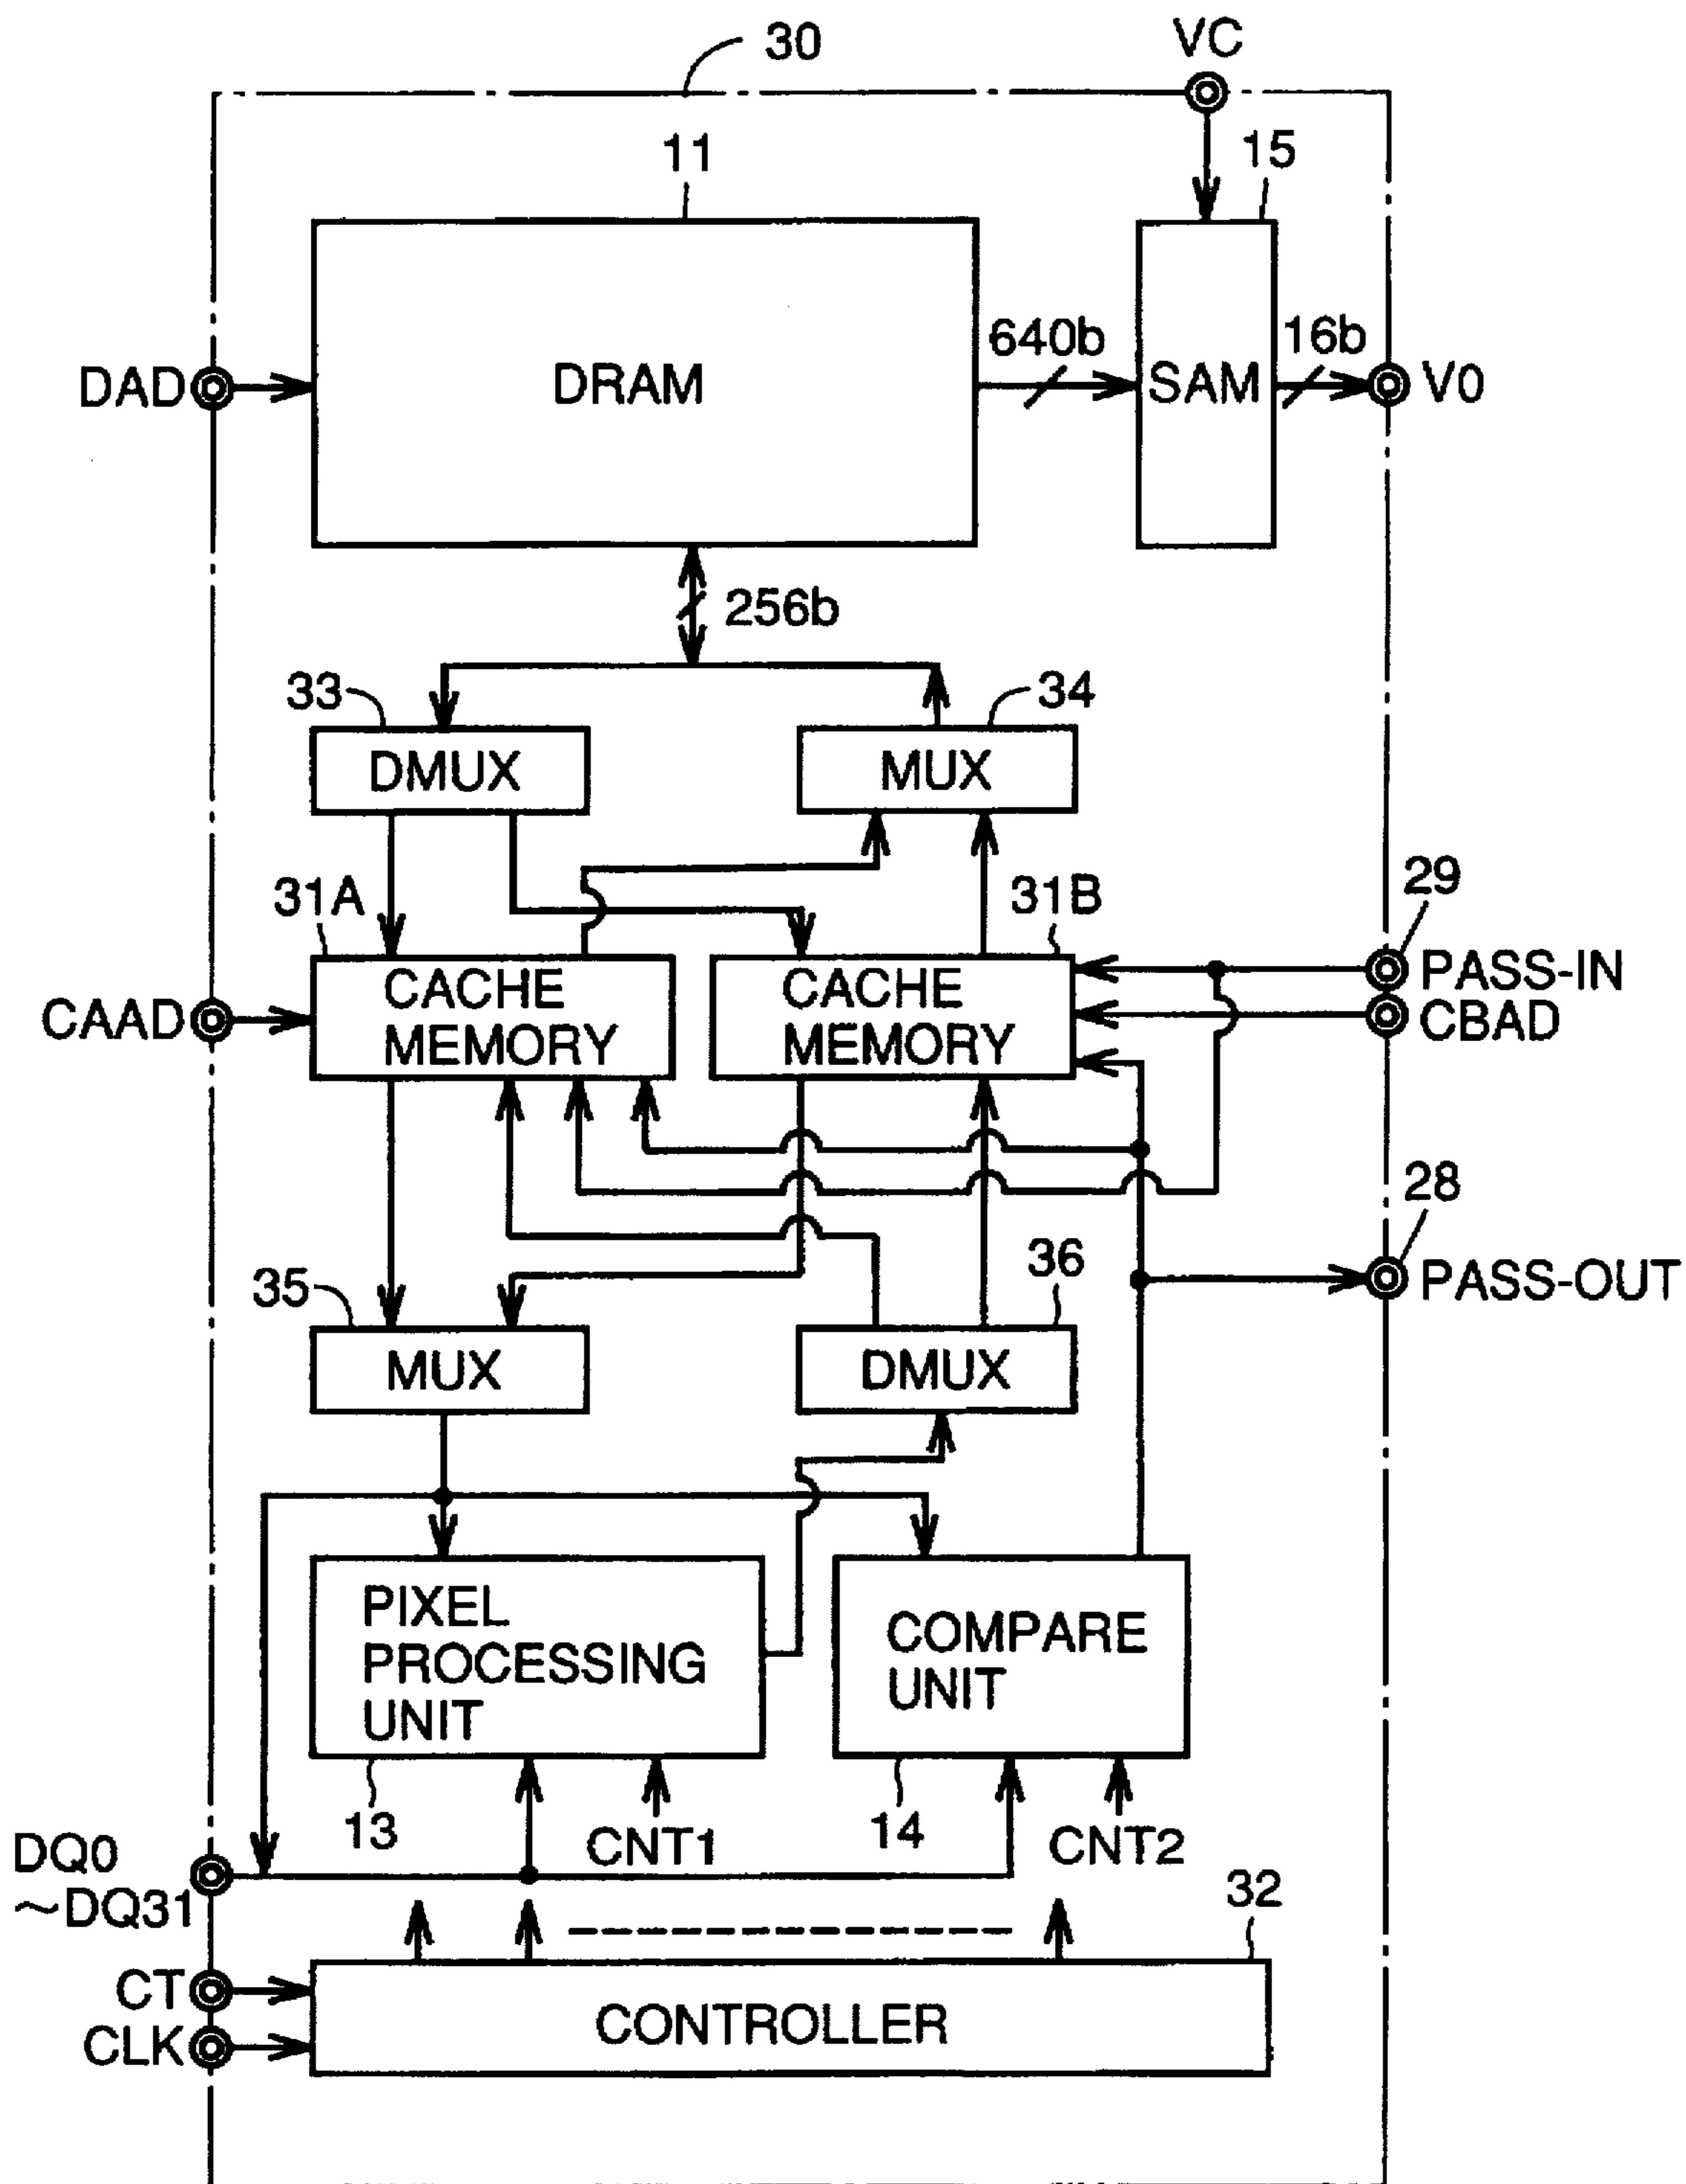 30
VC
11
15
DRAM
640b
SAM
16b
DAD
V0
256b
33
34
DMUX
MUX
31A
31B
29
CACHE
MEMORY
CACHE
MEMORY
PASS-IN
CAAD
CBAD
28
35
36
PASS-OUT
MUX
DMUX
PIXEL
PROCESSING
UNIT
COMPARE
UNIT
13
CNT1
14
CNT2
DQ0
~DQ31
32
CT
CLK
CONTROLLER